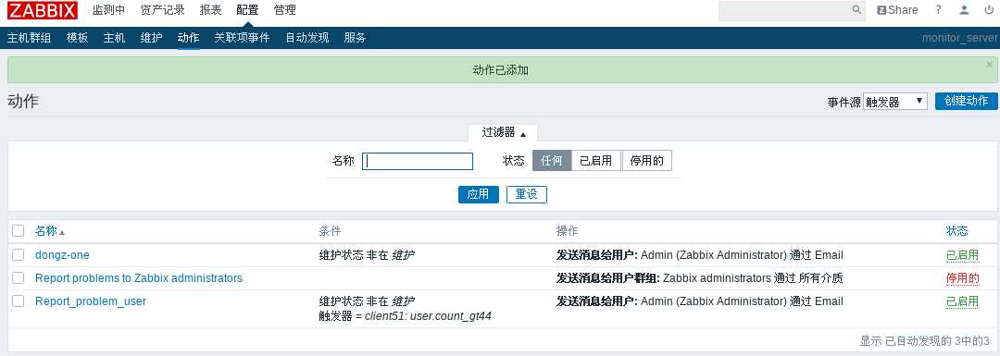 ZABBIX 监测中 资产记录 报表 配置 管理 Z Share ?
主机群组 模板 主机 维护 动作 关联项事件 自动发现 服务 monitor_server
动作已添加 ×
动作 事件源 触发器 ▼ 创建动作
过滤器 ▲
名称 状态 任何 已启用 停用的
应用 重设
名称 ▲ 条件 操作 状态
dongz-one 维护状态 非在 维护 发送消息给用户: Admin (Zabbix Administrator) 通过 Email 已启用
Report problems to Zabbix administrators 发送消息给用户群组: Zabbix administrators 通过 所有介质 停用的
Report_problem_user 维护状态 非在 维护 发送消息给用户: Admin (Zabbix Administrator) 通过 Email 已启用
触发器 = client51: user.count_gt44
显示 已自动发现的 3中的3